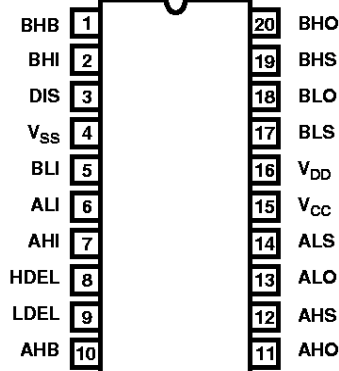 BHB 1 20 BHO
BHI 2 19 BHS
DIS 3 18 BLO
VSS 4 17 BLS
BLI 5 16 VDD
ALI 6 15 VCC
AHI 7 14 ALS
HDEL 8 13 ALO
LDEL 9 12 AHS
AHB 10 11 AHO